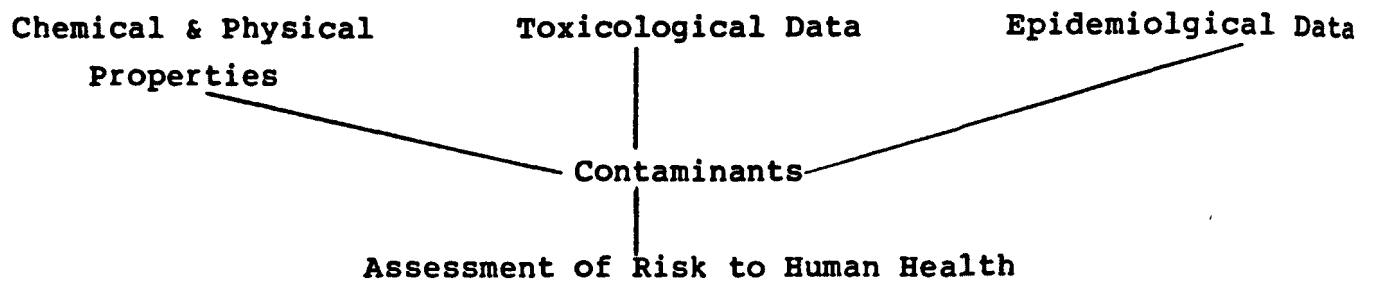 Chemical & Physical Properties
Toxicological Data
Epidemiolgical Data
Contaminants
Assessment of Risk to Human Health